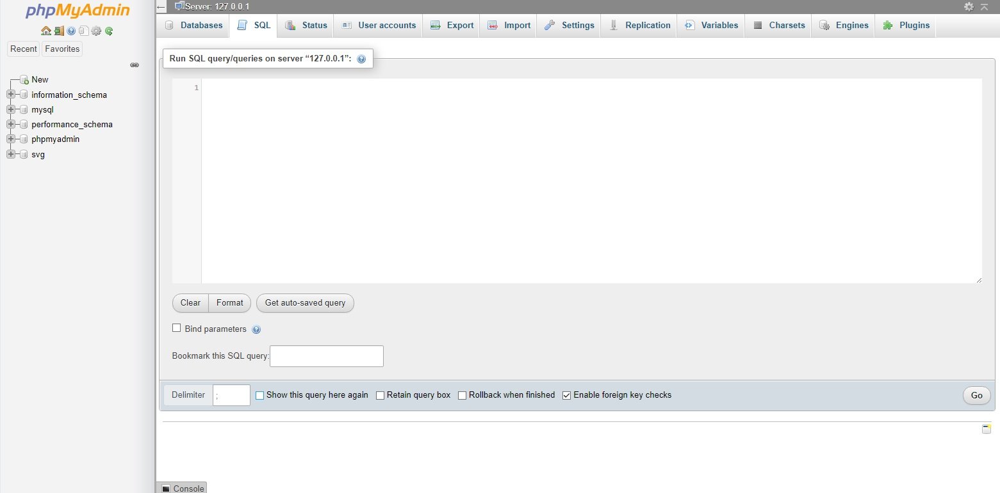 phpMyAdmin
Recent Favorites
New
information_schema
mysql
performance_schema
phpmyadmin
svg
Server: 127.0.0.1
Databases SQL Status User accounts Export Import Settings Replication Variables Charsets Engines Plugins
Run SQL query/queries on server “127.0.0.1”:
1
Clear Format Get auto-saved query
Bind parameters
Bookmark this SQL query:
Delimiter ; Show this query here again Retain query box Rollback when finished Enable foreign key checks Go
Console